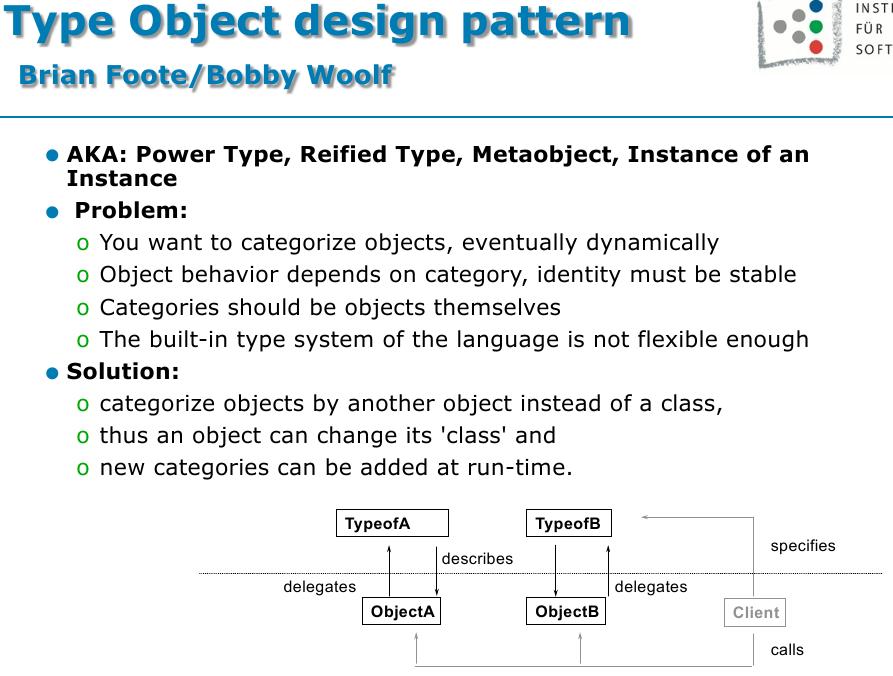 Type Object design pattern
Brian Foote/Bobby Woolf
FÜR
● AKA: Power Type, Reified Type, Metaobject, Instance of an
Instance
● Problem:
o You want to categorize objects, eventually dynamically
o Object behavior depends on category, identity must be stable
o Categories should be objects themselves
o The built-in type system of the language is not flexible enough
● Solution:
o categorize objects by another object instead of a class,
o thus an object can change its 'class' and
o new categories can be added at run-time.
TypeofA
TypeofB
specifies
describes
delegates
delegates
ObjectA
ObjectB
Client
calls